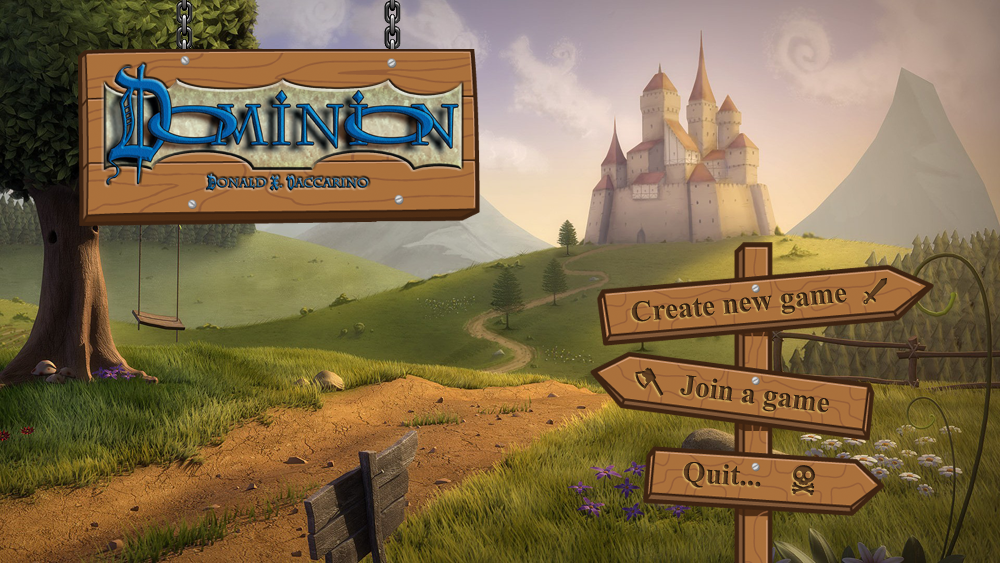 Dominion
Donald X. Vaccarino
Create new game
Join a game
Quit...